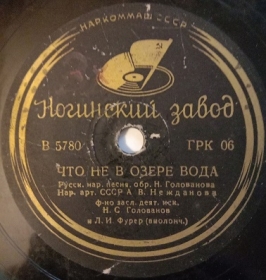 НАРКОММАШ СССР
Ногинский завод
В 5780 ГРК 06
ЧТО НЕ В ОЗЕРЕ ВОДА
Русск. нар. песня, обр. Н. Голованова
Нар. арт. СССР А. В. Нежданова
ф-но засл. деят. иск.
Н. С. Голованов
и Л. И. Фурер (виолонч.)